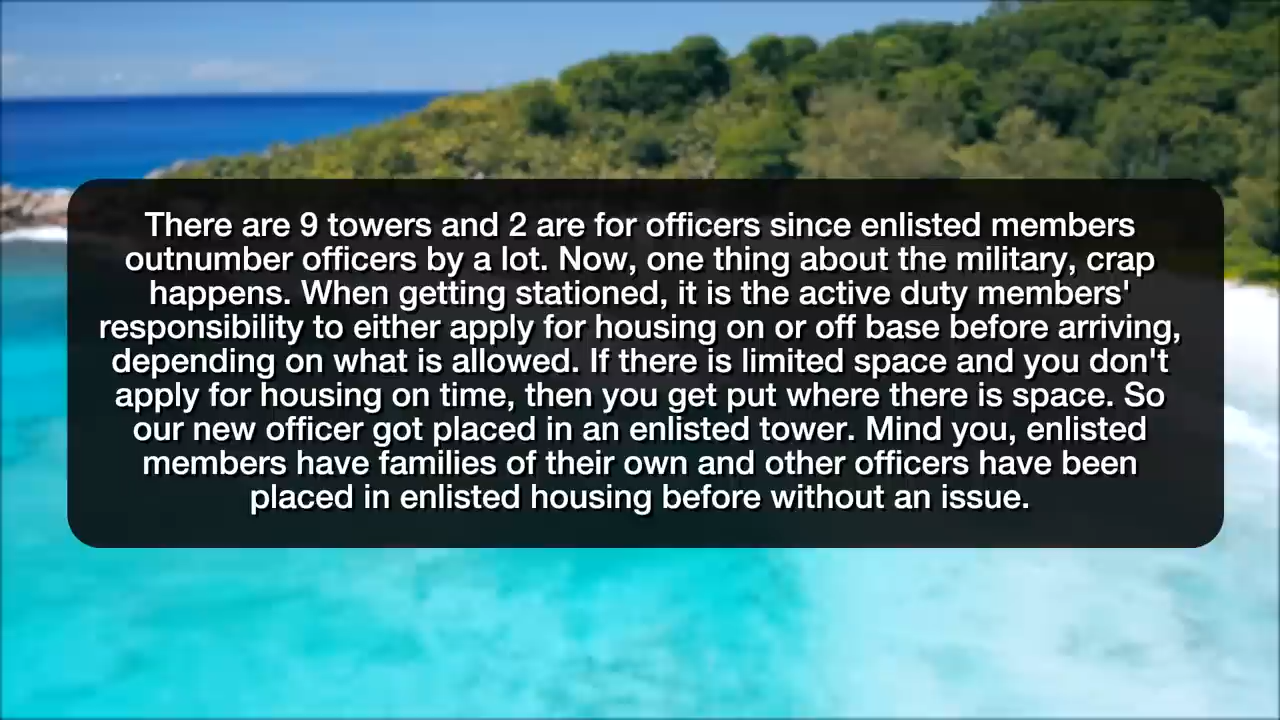 There are 9 towers and 2 are for officers since enlisted members
outnumber officers by a lot. Now, one thing about the military, crap
happens. When getting stationed, it is the active duty members'
responsibility to either apply for housing on or off base before arriving,
depending on what is allowed. If there is limited space and you don't
apply for housing on time, then you get put where there is space. So
our new officer got placed in an enlisted tower. Mind you, enlisted
members have families of their own and other officers have been
placed in enlisted housing before without an issue.